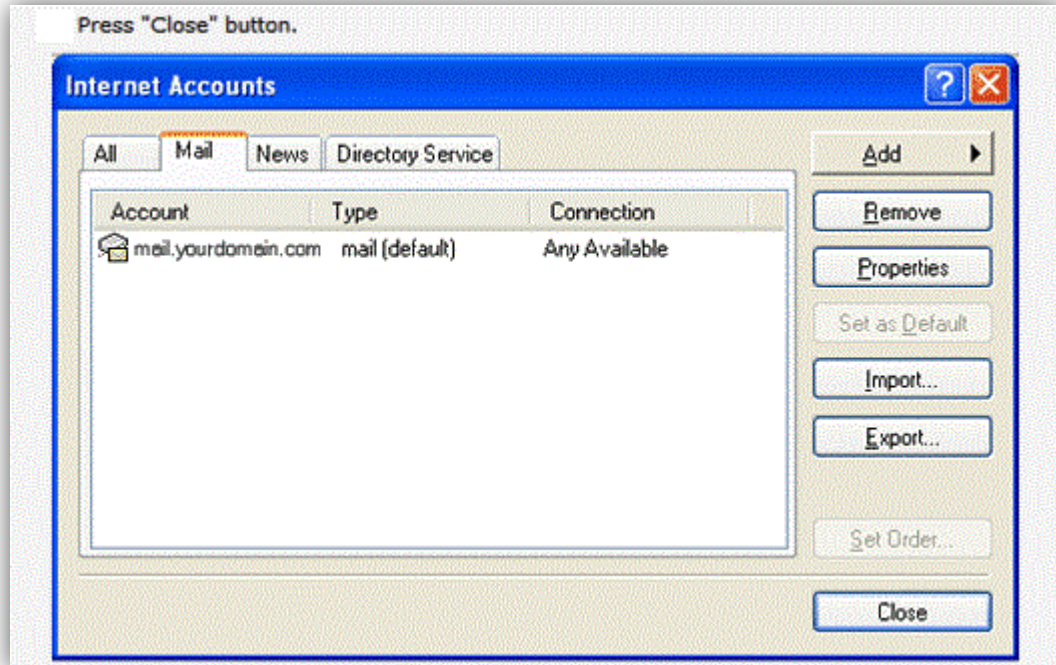 Press "Close" button.
Internet Accounts
All Mail News Directory Service
Add
Account Type Connection
Remove
mail.yourdomain.com mail (default) Any Available
Properties
Set as Default
Import...
Export...
Set Order...
Close